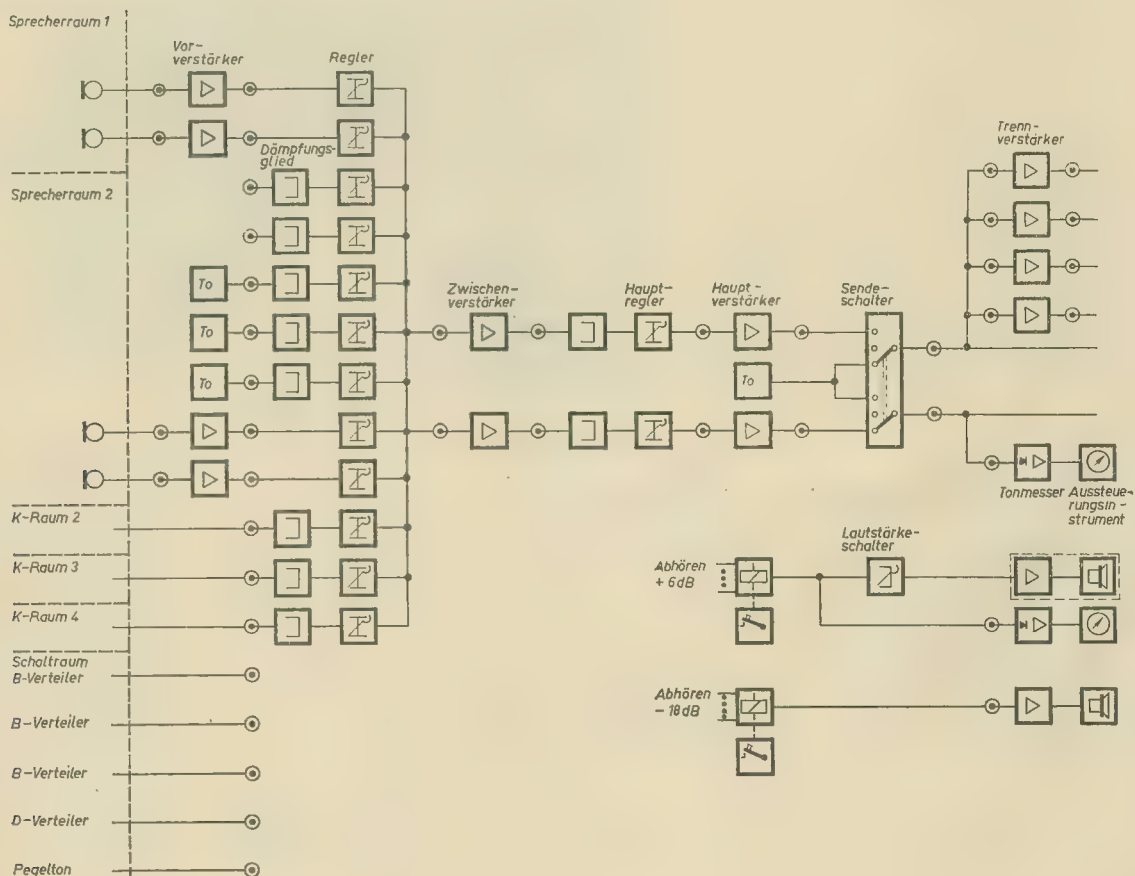 Sprecherraum 1
Vor-
verstärker
Regler
Dämpfungs-
glied
Sprecherraum 2
To
To
To
K-Raum 2
K-Raum 3
K-Raum 4
Schaltraum
B-Verteiler
B-Verteiler
B-Verteiler
D-Verteiler
Pegelton
Zwischen-
verstärker
Haupt-
regler
Haupt-
verstärker
Sende-
schalter
To
Trenn-
verstärker
Tonmesser
Aussteue-
rungsin-
strument
Abhören
+ 6dB
Lautstärke-
schalter
Abhören
- 18dB